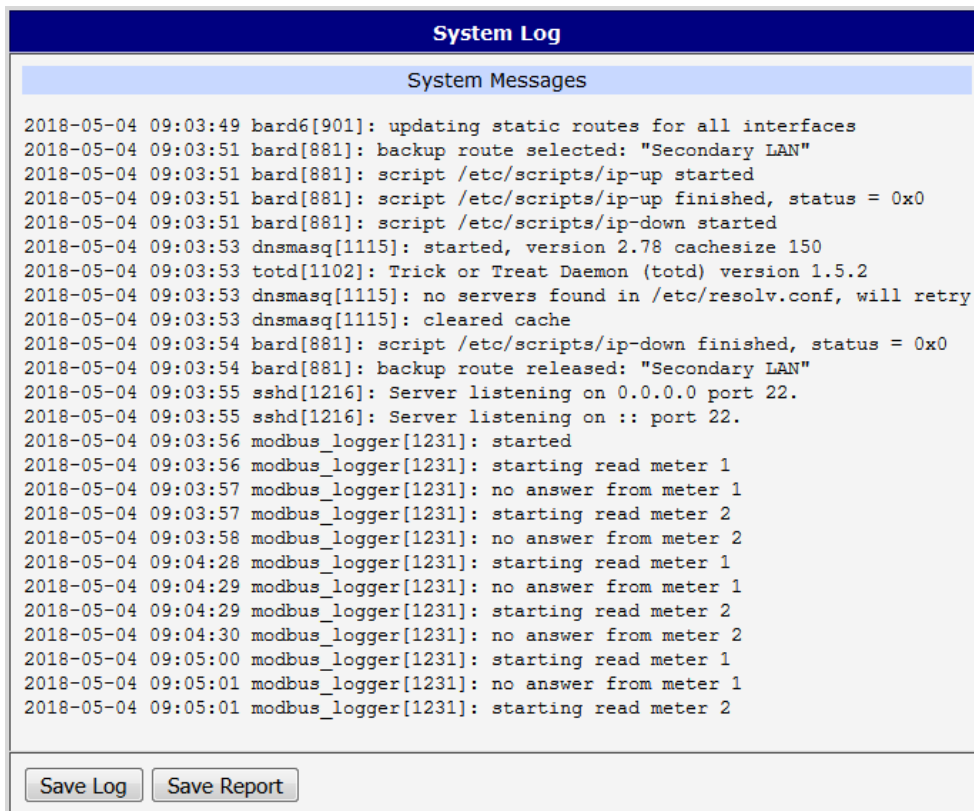 System Log
System Messages
2018-05-04 09:03:49 bard6[901]: updating static routes for all interfaces
2018-05-04 09:03:51 bard[881]: backup route selected: "Secondary LAN"
2018-05-04 09:03:51 bard[881]: script /etc/scripts/ip-up started
2018-05-04 09:03:51 bard[881]: script /etc/scripts/ip-up finished, status = 0x0
2018-05-04 09:03:51 bard[881]: script /etc/scripts/ip-down started
2018-05-04 09:03:53 dnsmasq[1115]: started, version 2.78 cachesize 150
2018-05-04 09:03:53 totd[1102]: Trick or Treat Daemon (totd) version 1.5.2
2018-05-04 09:03:53 dnsmasq[1115]: no servers found in /etc/resolv.conf, will retry
2018-05-04 09:03:53 dnsmasq[1115]: cleared cache
2018-05-04 09:03:54 bard[881]: script /etc/scripts/ip-down finished, status = 0x0
2018-05-04 09:03:54 bard[881]: backup route released: "Secondary LAN"
2018-05-04 09:03:55 sshd[1216]: Server listening on 0.0.0.0 port 22.
2018-05-04 09:03:55 sshd[1216]: Server listening on :: port 22.
2018-05-04 09:03:56 modbus_logger[1231]: started
2018-05-04 09:03:56 modbus_logger[1231]: starting read meter 1
2018-05-04 09:03:57 modbus_logger[1231]: no answer from meter 1
2018-05-04 09:03:57 modbus_logger[1231]: starting read meter 2
2018-05-04 09:03:58 modbus_logger[1231]: no answer from meter 2
2018-05-04 09:04:28 modbus_logger[1231]: starting read meter 1
2018-05-04 09:04:29 modbus_logger[1231]: no answer from meter 1
2018-05-04 09:04:29 modbus_logger[1231]: starting read meter 2
2018-05-04 09:04:30 modbus_logger[1231]: no answer from meter 2
2018-05-04 09:05:00 modbus_logger[1231]: starting read meter 1
2018-05-04 09:05:01 modbus_logger[1231]: no answer from meter 1
2018-05-04 09:05:01 modbus_logger[1231]: starting read meter 2
Save Log Save Report